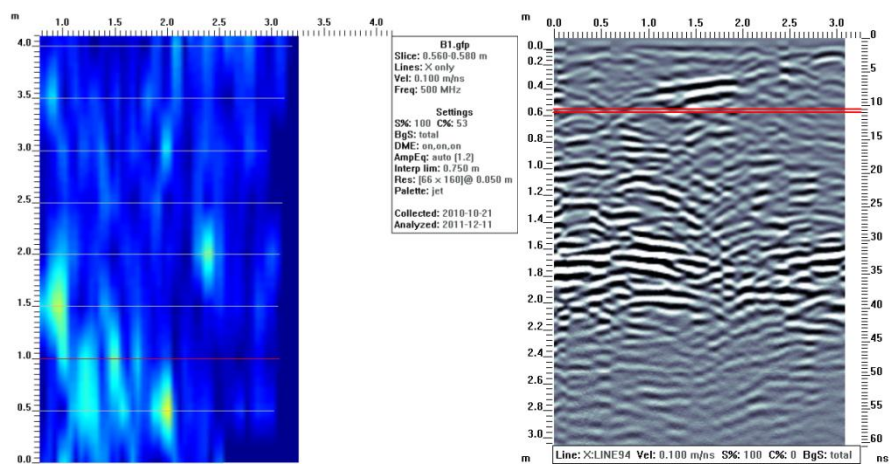 m
1.0 2.0 3.0 4.0
4.0
3.5
3.0
2.5
2.0
1.5
1.0
0.5
0.0
m
B1.gfp
Slice: 0.560-0.580 m
Lines: X only
Vel: 0.100 m/ns
Freq: 500 MHz
Settings
S%: 100 C%: 53
BgS: total
DME: on,on,on
AmpEq: auto (1.2)
Interp lim: 0.750 m
Res: (66 x 160)@ 0.050 m
Palette: jet
Collected: 2010-10-21
Analyzed: 2011-12-11
m
0.0 0.5 1.0 1.5 2.0 2.5 3.0
0.0
0.2
0.4
0.6
0.8
1.0
1.2
1.4
1.6
1.8
2.0
2.2
2.4
2.6
2.8
3.0
m
0
5
10
15
20
25
30
35
40
45
50
55
60
ns
Line: X:LINE94 Vel: 0.100 m/ns S%: 100 C%: 0 BgS: total